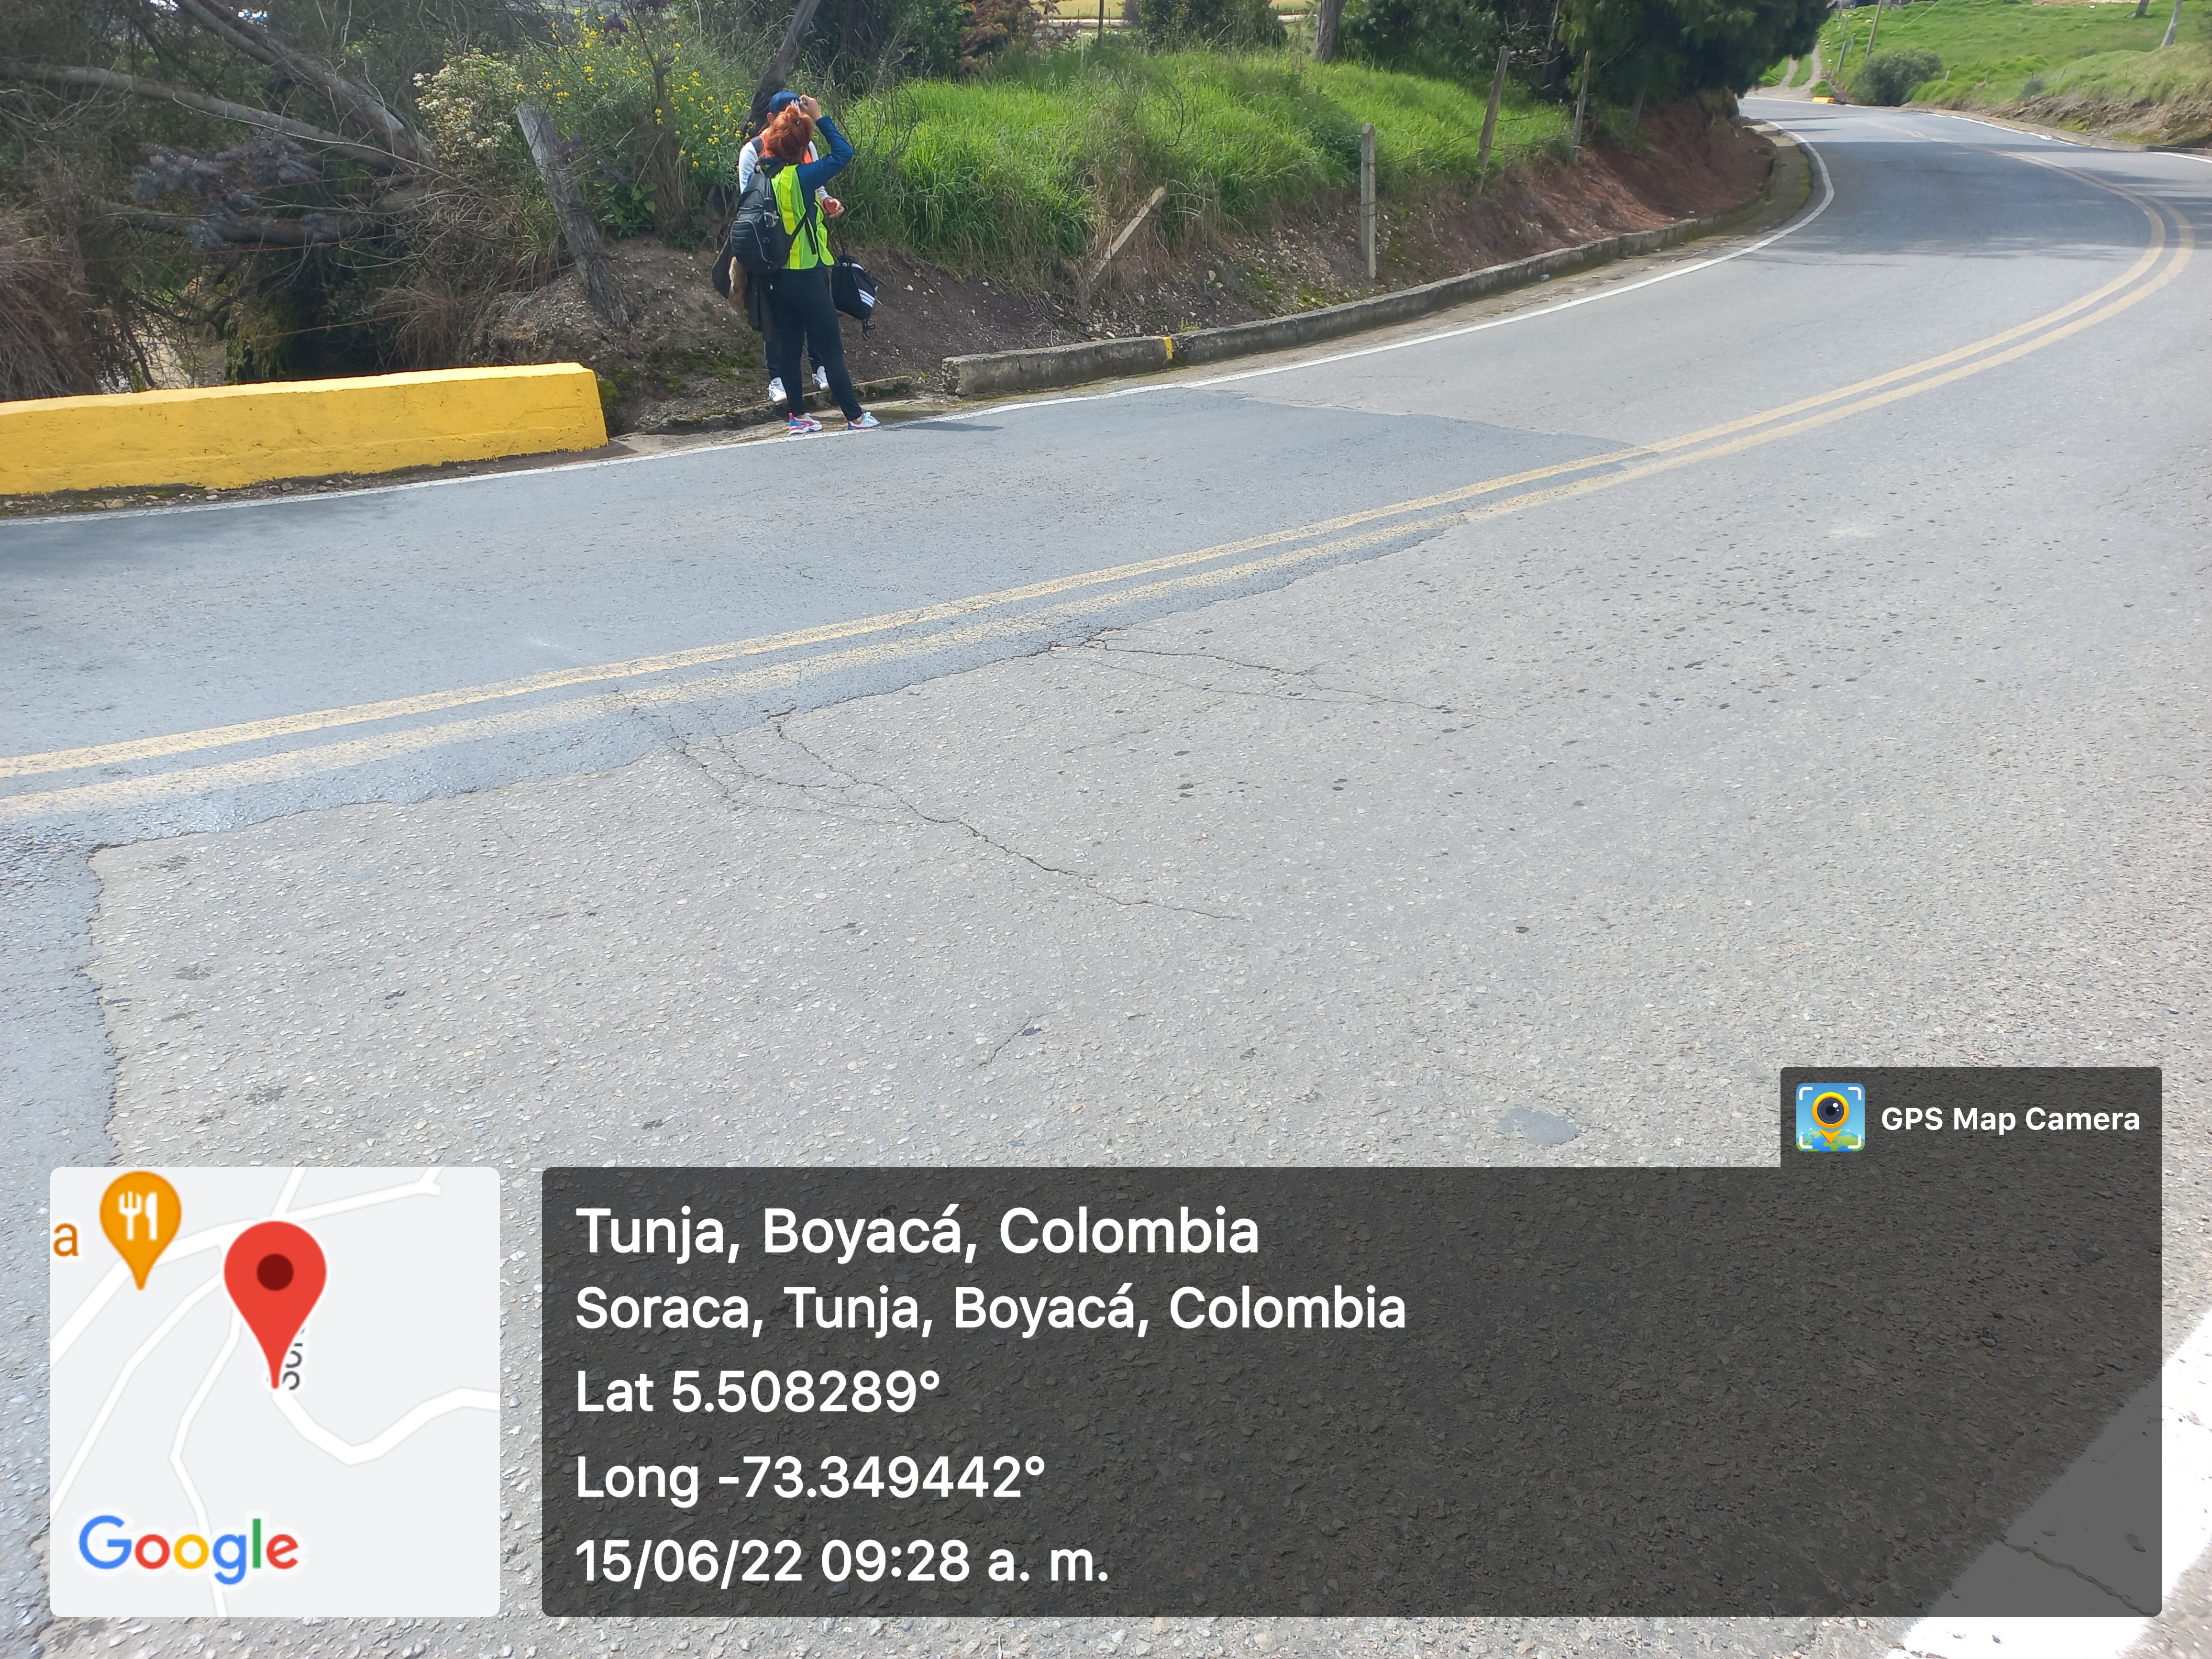 GPS Map Camera
Tunja, Boyacá, Colombia
Soraca, Tunja, Boyacá, Colombia
Lat 5.508289°
Long -73.349442°
15/06/22 09:28 a. m.
a
Google